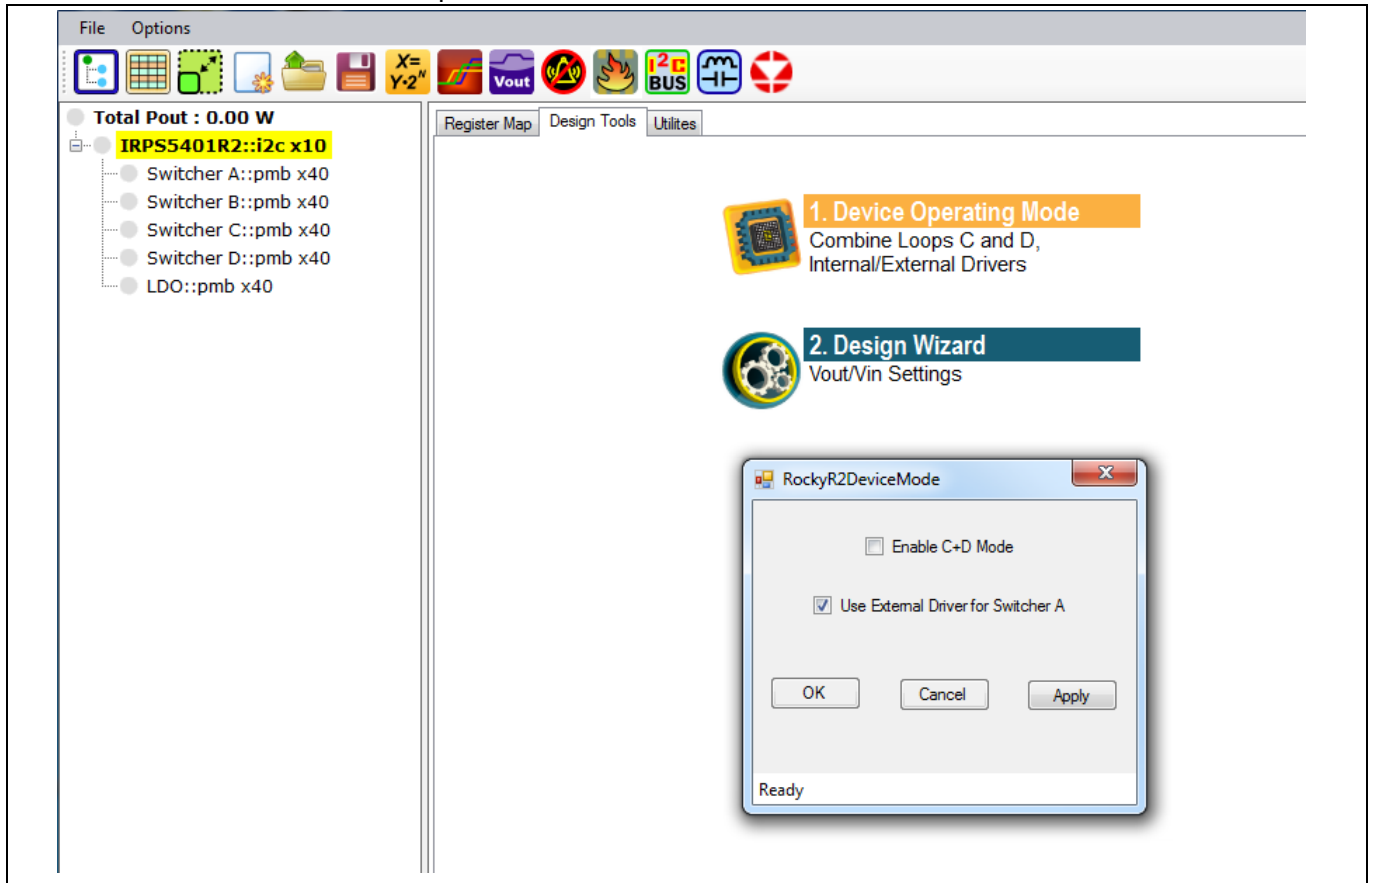 File Options
X=
Y·2ᴺ
Vout
I²C
BUS
Total Pout : 0.00 W
IRPS5401R2::i2c x10
Switcher A::pmb x40
Switcher B::pmb x40
Switcher C::pmb x40
Switcher D::pmb x40
LDO::pmb x40
Register Map Design Tools Utilites
1. Device Operating Mode
Combine Loops C and D,
Internal/External Drivers
2. Design Wizard
Vout/Vin Settings
RockyR2DeviceMode
Enable C+D Mode
Use External Driver for Switcher A
OK Cancel Apply
Ready